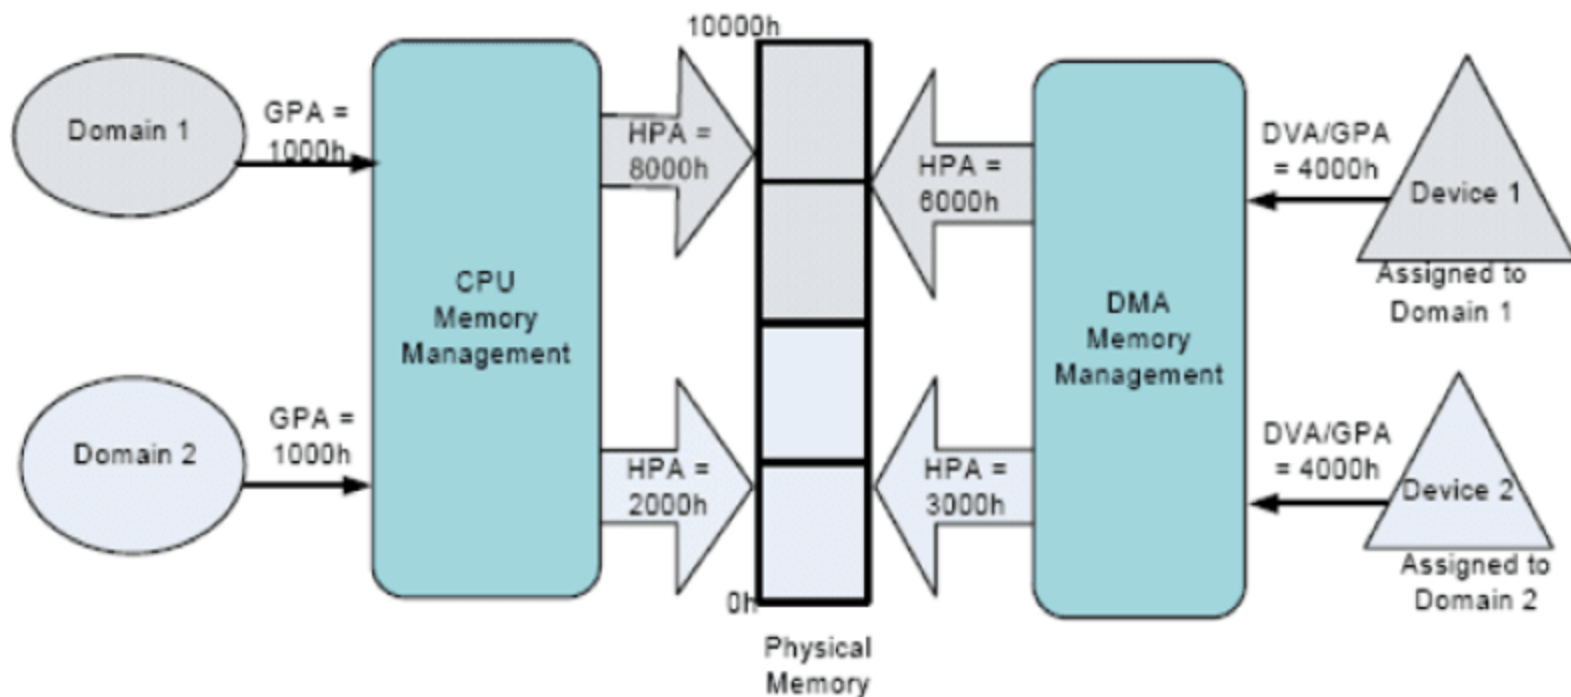 10000h
Domain 1
GPA =
1000h
HPA =
8000h
HPA =
6000h
DVA/GPA
= 4000h
Device 1
Assigned to
Domain 1
CPU
Memory
Management
DMA
Memory
Management
Domain 2
GPA =
1000h
HPA =
2000h
HPA =
3000h
DVA/GPA
= 4000h
Device 2
Assigned to
Domain 2
0h
Physical
Memory